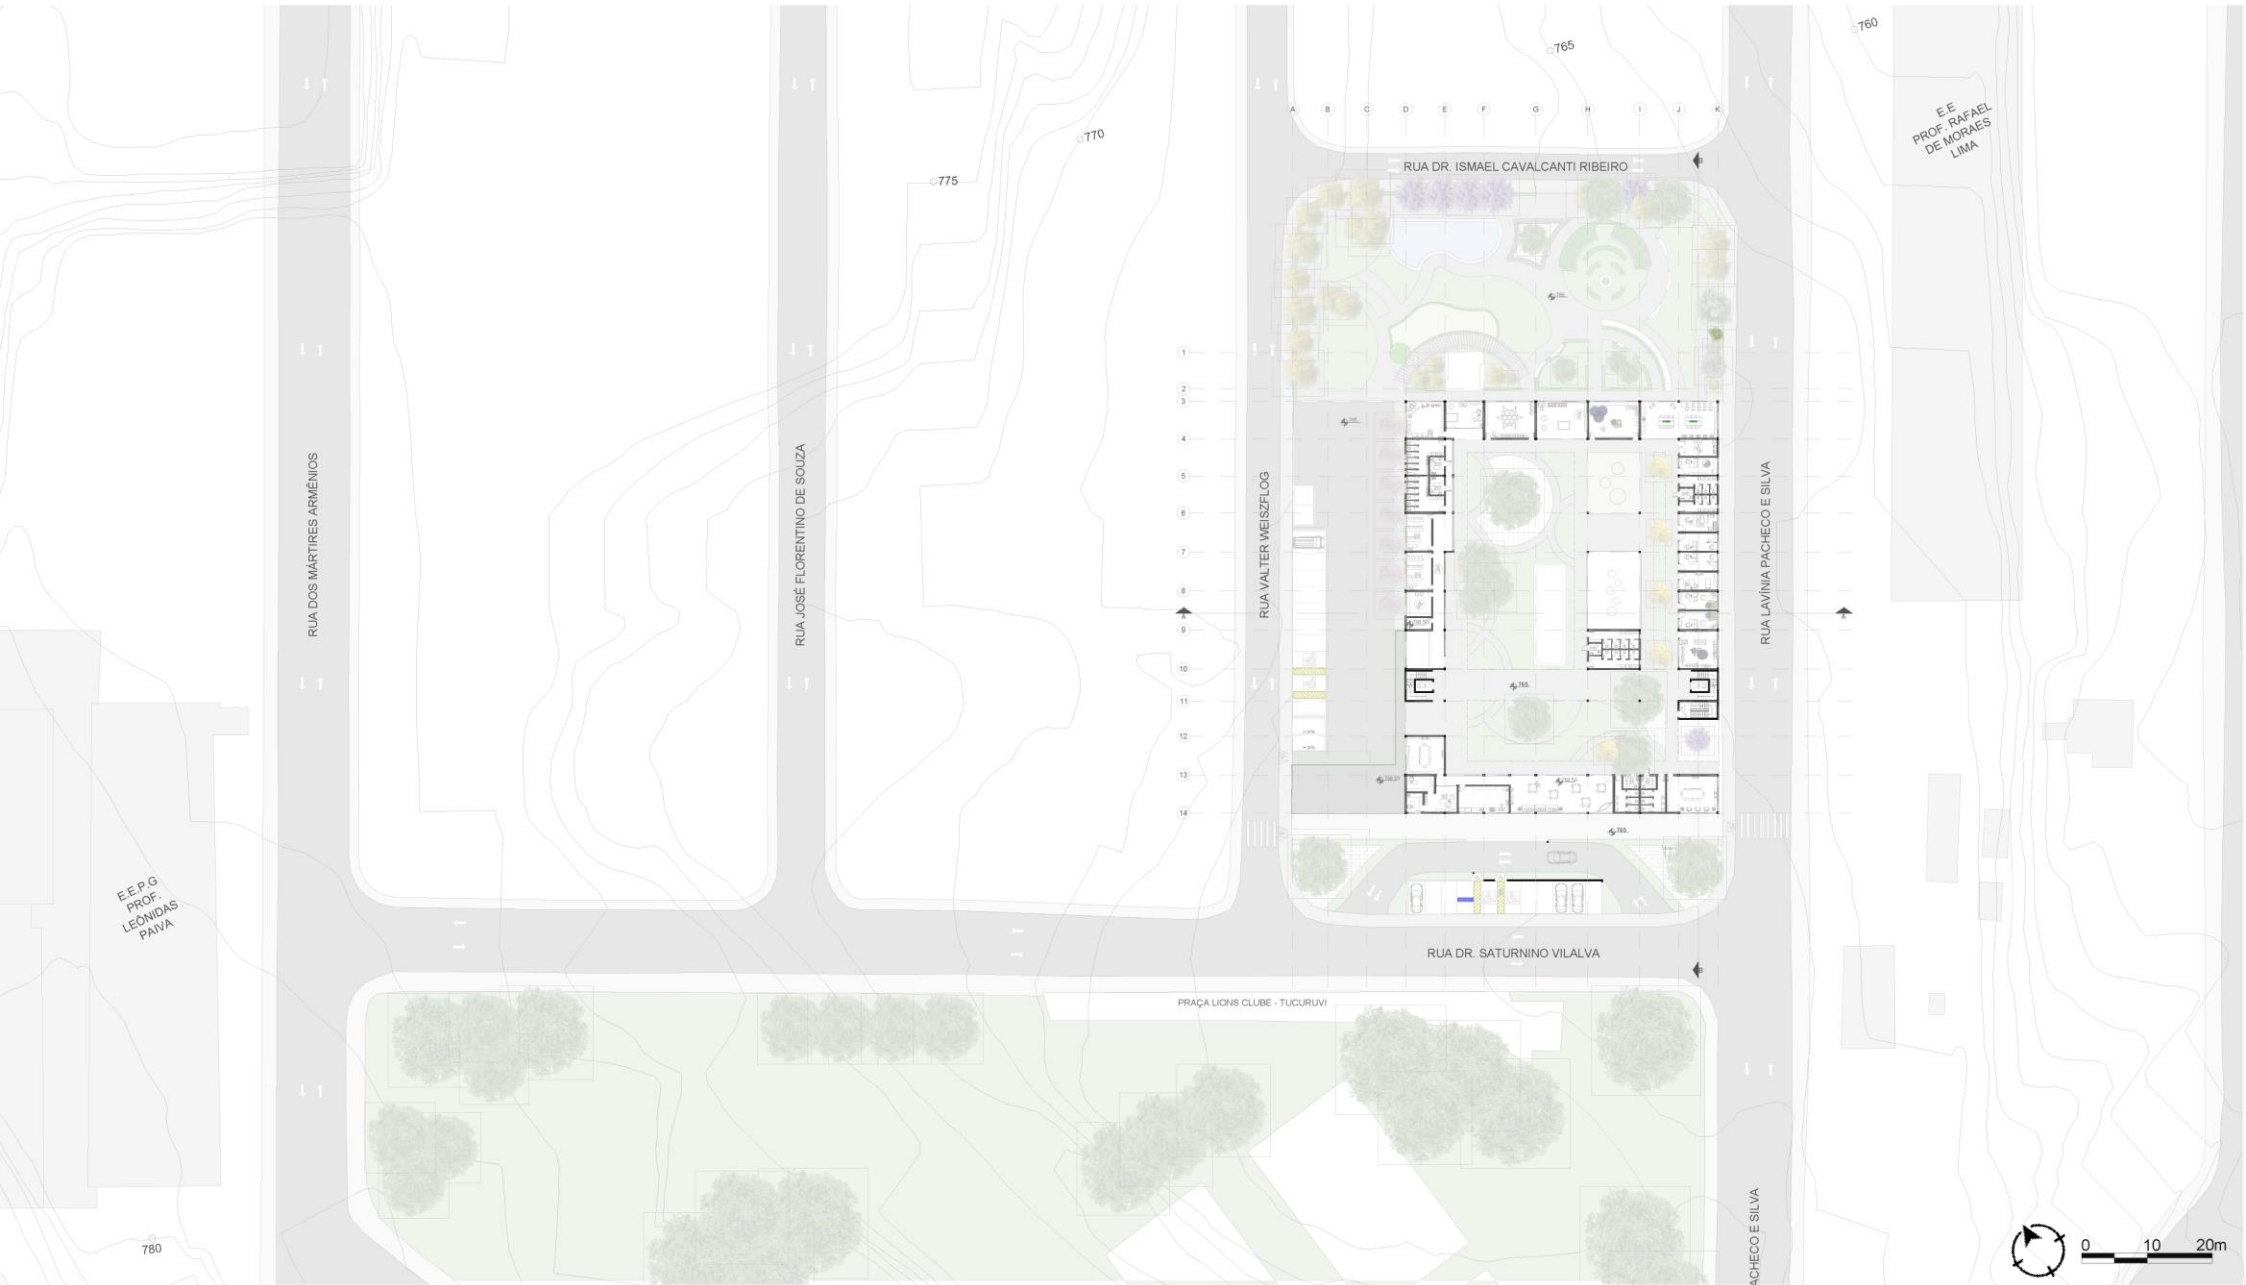 760
765
E.E
PROF. RAFAEL
DE MORAES
LIMA
A B C D E F G H I J K
770
RUA DR. ISMAEL CAVALCANTI RIBEIRO
B
775
1
2
3
4
5
6
7
8
9
10
11
12
13
14
RUA DOS MÁRTIRES ARMÊNIOS
RUA JOSÉ FLORENTINO DE SOUZA
RUA VALTER WEISZFLOG
RUA LAVÍNIA PACHECO E SILVA
A
A
765.
765.
E.E.P.G
PROF.
LEÔNIDAS
PAIVA
RUA DR. SATURNINO VILALVA
B
PRAÇA LIONS CLUBE - TUCURUVI
PACHECO E SILVA
780
0 10 20m